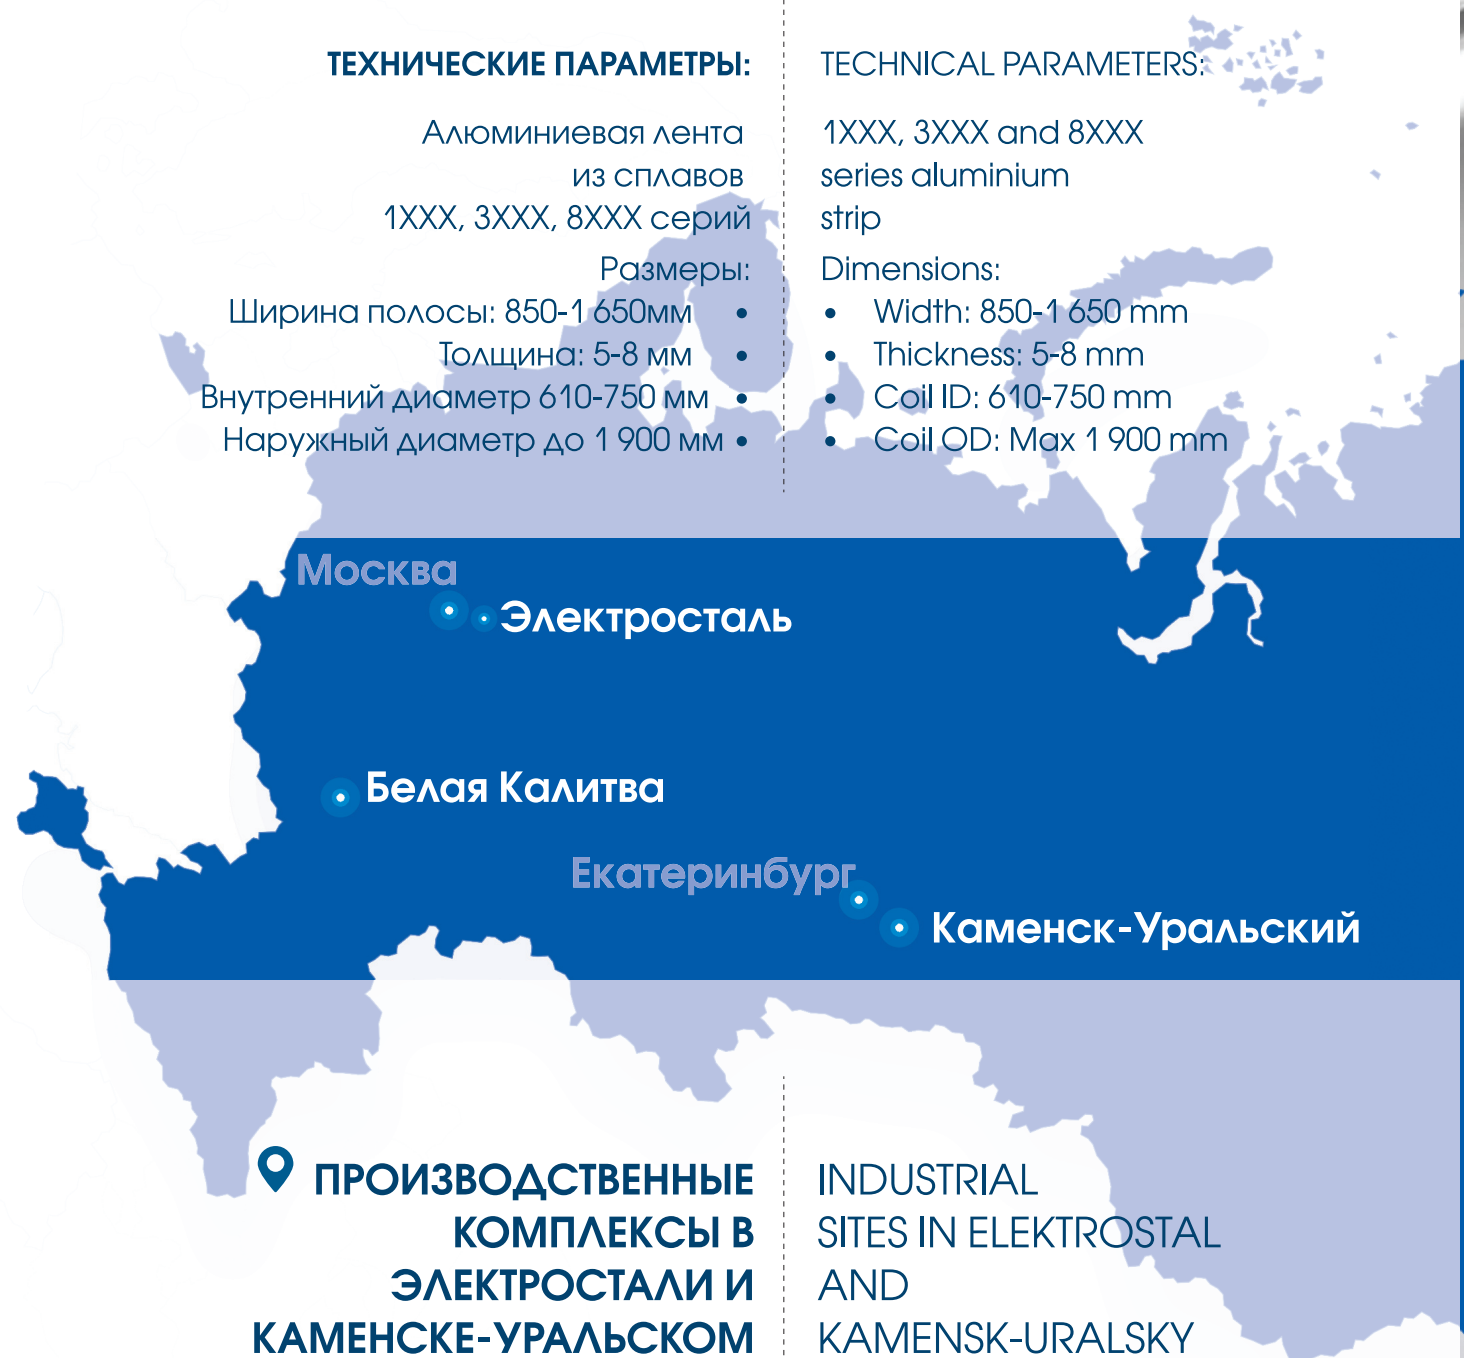 ТЕХНИЧЕСКИЕ ПАРАМЕТРЫ:
Алюминиевая лента
из сплавов
1XXX, 3XXX, 8XXX серий
Размеры:
Ширина полосы: 850-1 650мм •
Толщина: 5-8 мм •
Внутренний диаметр 610-750 мм •
Наружный диаметр до 1 900 мм •
TECHNICAL PARAMETERS:
1XXX, 3XXX and 8XXX
series aluminium
strip
Dimensions:
• Width: 850-1 650 mm
• Thickness: 5-8 mm
• Coil ID: 610-750 mm
• Coil OD: Max 1 900 mm
Москва
Электросталь
Белая Калитва
Екатеринбург
Каменск-Уральский
ПРОИЗВОДСТВЕННЫЕ
КОМПЛЕКСЫ В
ЭЛЕКТРОСТАЛИ И
КАМЕНСКЕ-УРАЛЬСКОМ
INDUSTRIAL
SITES IN ELEKTROSTAL
AND
KAMENSK-URALSKY